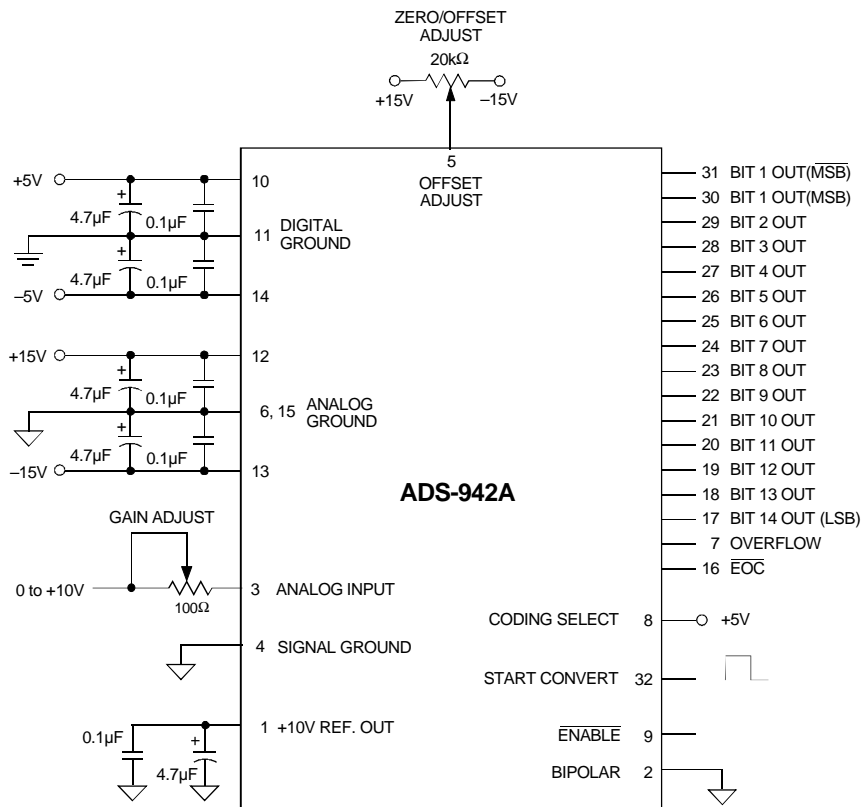 ZERO/OFFSET
ADJUST
20kΩ
+15V
–15V
5
OFFSET
ADJUST
+5V
10
4.7µF
+
0.1µF
11 DIGITAL
GROUND
4.7µF
+
0.1µF
–5V
14
+15V
12
4.7µF
+
0.1µF
6, 15 ANALOG
GROUND
4.7µF
+
0.1µF
–15V
13
ADS-942A
GAIN ADJUST
0 to +10V
100Ω
3 ANALOG INPUT
4 SIGNAL GROUND
1 +10V REF. OUT
0.1µF
+
4.7µF
31 BIT 1 OUT(M̅S̅B̅)
30 BIT 1 OUT(MSB)
29 BIT 2 OUT
28 BIT 3 OUT
27 BIT 4 OUT
26 BIT 5 OUT
25 BIT 6 OUT
24 BIT 7 OUT
23 BIT 8 OUT
22 BIT 9 OUT
21 BIT 10 OUT
20 BIT 11 OUT
19 BIT 12 OUT
18 BIT 13 OUT
17 BIT 14 OUT (LSB)
7 OVERFLOW
16 E̅O̅C̅
CODING SELECT 8
+5V
START CONVERT 32
E̅N̅A̅B̅L̅E̅ 9
BIPOLAR 2